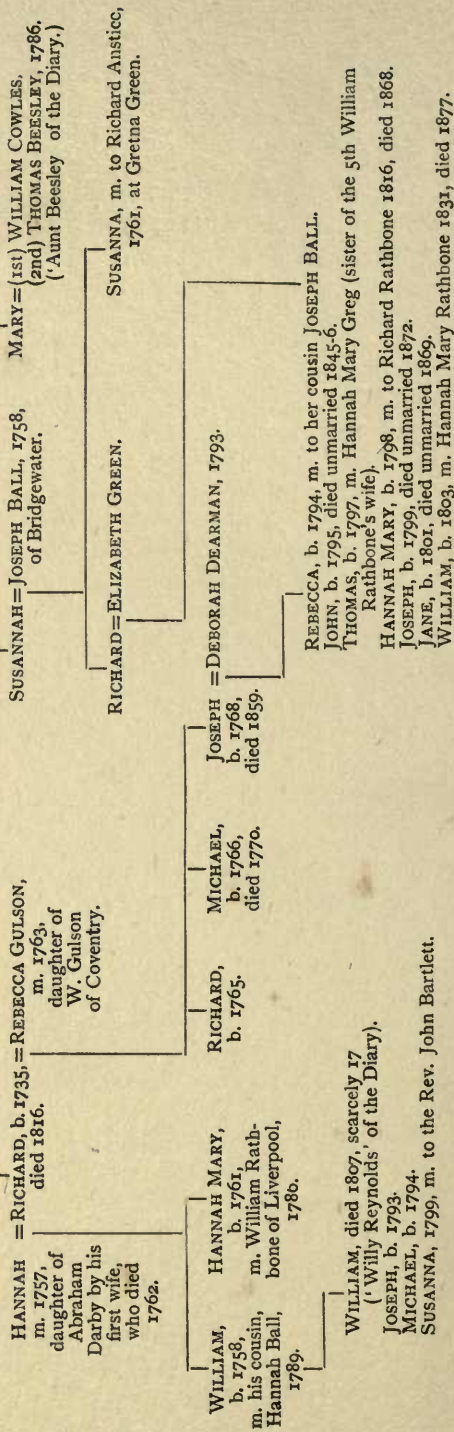 HANNAH =RICHARD, b. 1735, =REBECCA GULSON,
m. 1757,
daughter of
Abraham
Darby by his
first wife,
who died
1762.
died 1816.
m. 1763,
daughter of
W. Gulson
of Coventry.
SUSANNAH=JOSEPH BALL, 1758,
of Bridgewater.
MARY=(1st) WILLIAM COWLES.
(2nd) THOMAS BEESLEY, 1786.
('Aunt Beesley of the Diary.)
RICHARD=ELIZABETH GREEN.
SUSANNA, m. to Richard Anstice,
1761, at Gretna Green.
WILLIAM,
b. 1758,
m. his cousin,
Hannah Ball,
1789.
HANNAH MARY,
b. 1761,
m. William Rath-
bone of Liverpool,
1786.
RICHARD,
b. 1765.
MICHAEL,
b. 1766,
died 1770.
JOSEPH =DEBORAH DEARMAN, 1793.
b. 1768,
died 1859.
WILLIAM, died 1807, scarcely 17
('Willy Reynolds' of the Diary).
JOSEPH, b. 1793.
MICHAEL, b. 1794.
SUSANNA, 1799, m. to the Rev. John Bartlett.
REBECCA, b. 1794, m. to her cousin JOSEPH BALL.
JOHN, b. 1795, died unmarried 1845-6.
THOMAS, b. 1797, m. Hannah Mary Greg (sister of the 5th William
Rathbone's wife).
HANNAH MARY, b. 1798, m. to Richard Rathbone 1816, died 1868.
JOSEPH, b. 1799, died unmarried 1872.
JANE, b. 1801, died unmarried 1869.
WILLIAM, b. 1803, m. Hannah Mary Rathbone 1831, died 1877.